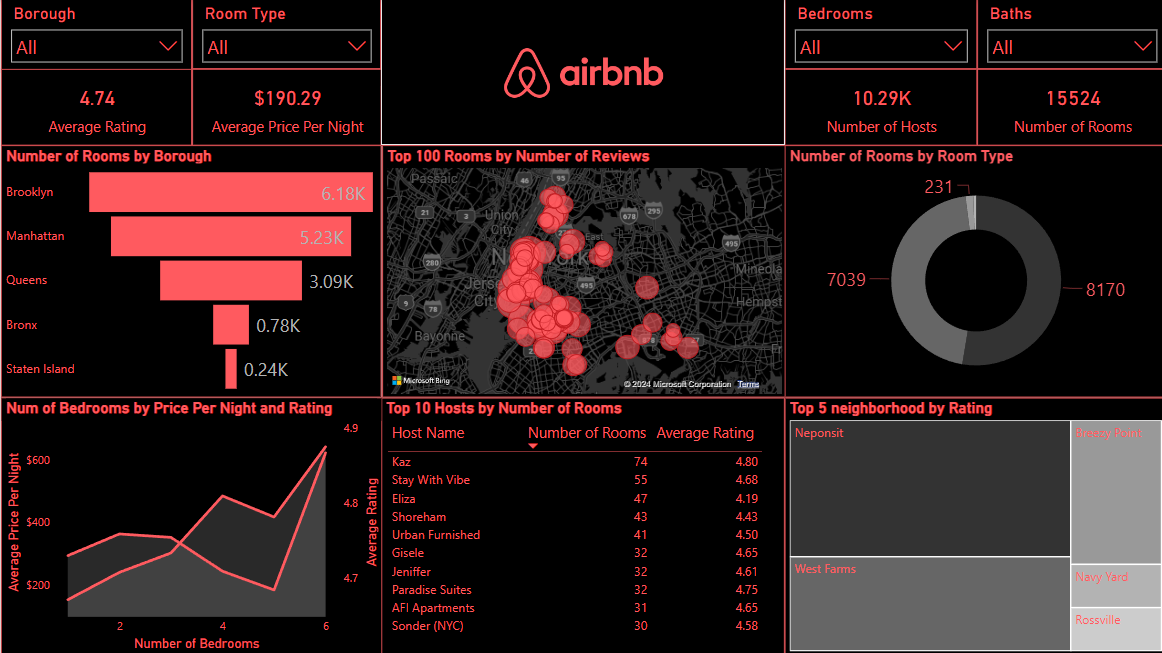 Borough
All
Room Type
All
airbnb
Bedrooms
All
Baths
All
4.74
Average Rating
$190.29
Average Price Per Night
10.29K
Number of Hosts
15524
Number of Rooms
Number of Rooms by Borough
Brooklyn 6.18K
Manhattan 5.23K
Queens 3.09K
Bronx 0.78K
Staten Island 0.24K
Top 100 Rooms by Number of Reviews
Passaic
46
95
21
3
Union
City
678
295
East
495
280
Mineola
Jersey
City
495
9
78
Hempst
Bayonne
Microsoft Bing
© 2024 Microsoft Corporation Terms
Number of Rooms by Room Type
231
7039
8170
Num of Bedrooms by Price Per Night and Rating
Average Price Per Night
$600
$400
$200
4.9
4.8
4.7
Average Rating
2 4 6
Number of Bedrooms
Top 10 Hosts by Number of Rooms
Host Name Number of Rooms Average Rating
Kaz 74 4.80
Stay With Vibe 55 4.68
Eliza 47 4.19
Shoreham 43 4.43
Urban Furnished 41 4.50
Gisele 32 4.65
Jeniffer 32 4.61
Paradise Suites 32 4.75
AFI Apartments 31 4.65
Sonder (NYC) 30 4.58
Top 5 neighborhood by Rating
Neponsit
Breezy Point
West Farms
Navy Yard
Rossville